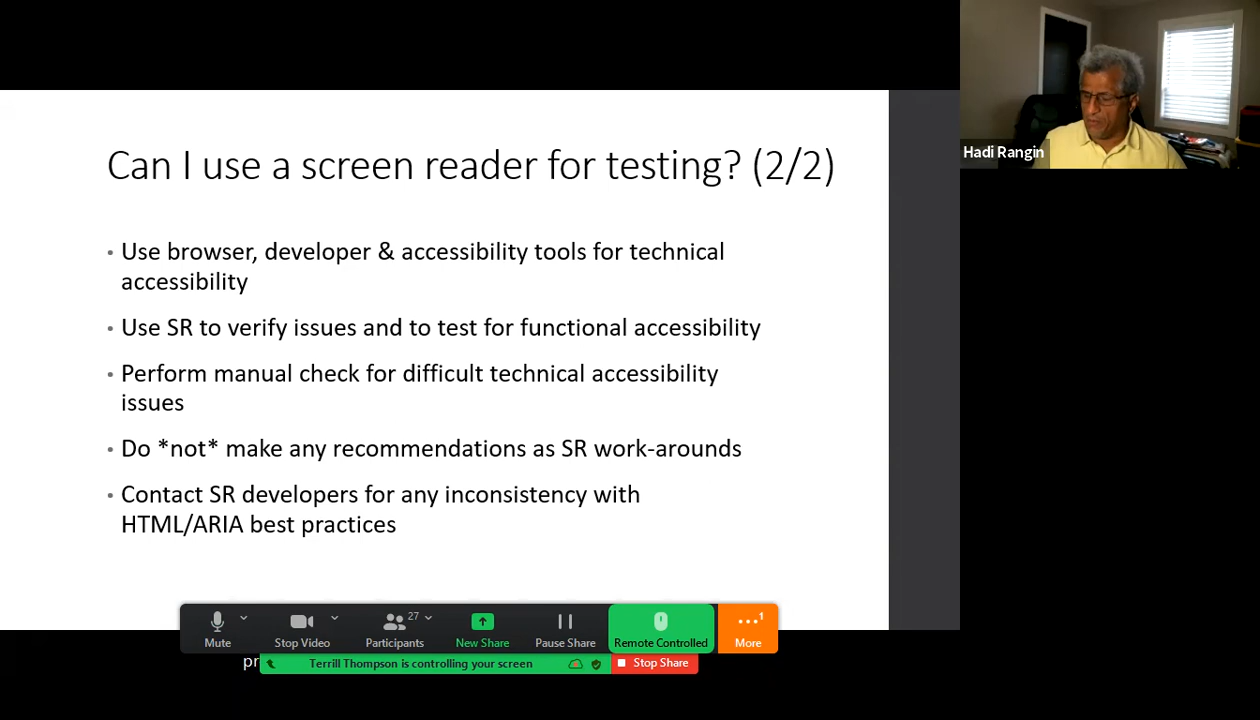 Can I use a screen reader for testing? (2/2)
• Use browser, developer & accessibility tools for technical
accessibility
• Use SR to verify issues and to test for functional accessibility
• Perform manual check for difficult technical accessibility
issues
• Do *not* make any recommendations as SR work-arounds
• Contact SR developers for any inconsistency with
HTML/ARIA best practices
Hadi Rangin
27
1
Mute
Stop Video
Participants
New Share
Pause Share
Remote Controlled
More
Terrill Thompson is controlling your screen
Stop Share